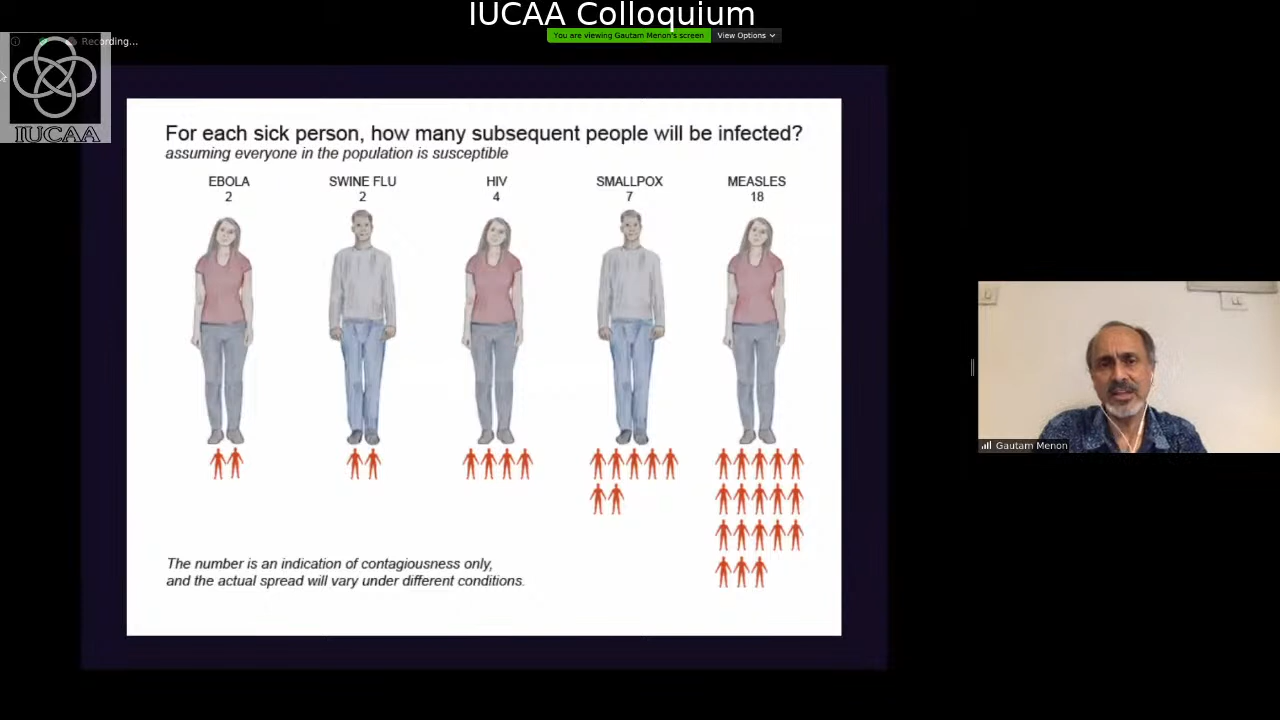 IUCAA Colloquium
You are viewing Gautam Menon's screen
View Options
Recording...
IUCAA
For each sick person, how many subsequent people will be infected?
assuming everyone in the population is susceptible
EBOLA
2
SWINE FLU
2
HIV
4
SMALLPOX
7
MEASLES
18
The number is an indication of contagiousness only,
and the actual spread will vary under different conditions.
Gautam Menon